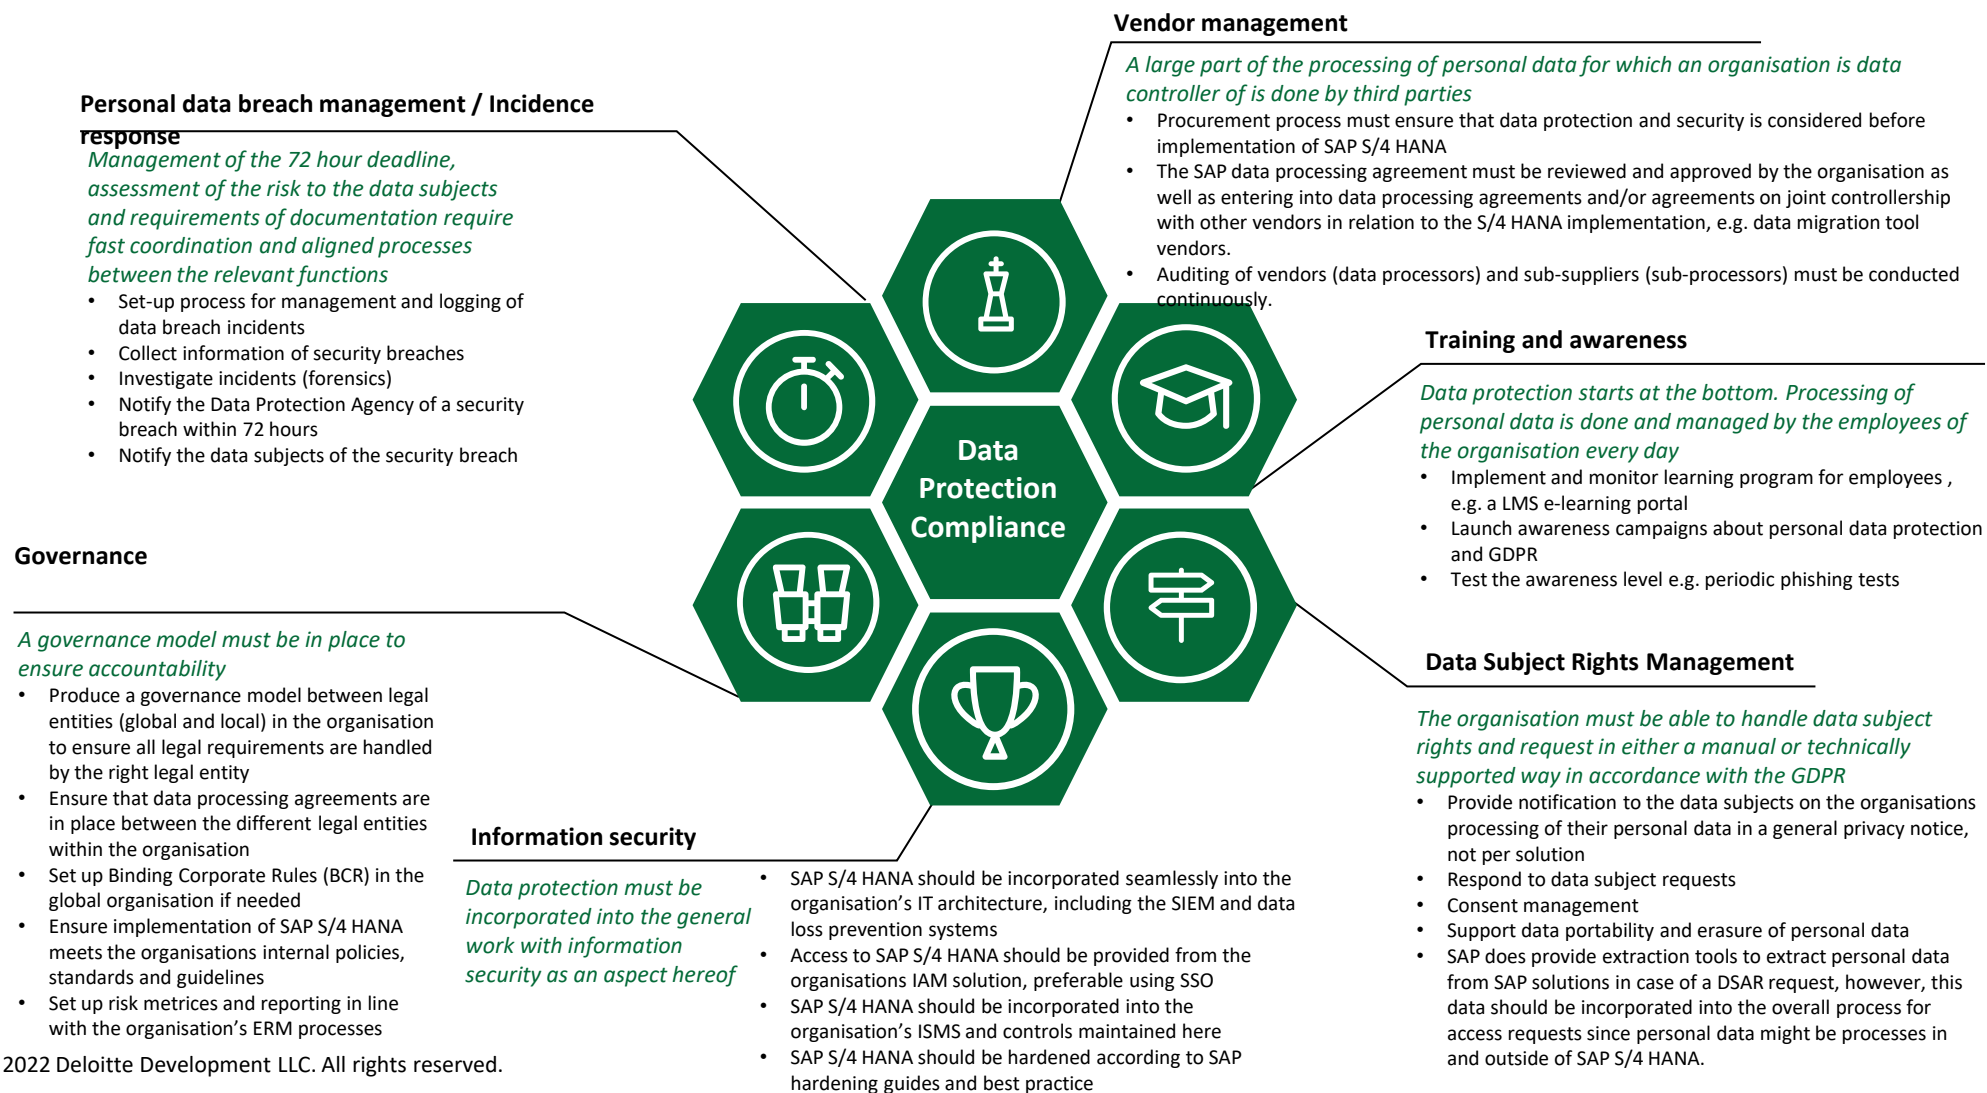 Vendor management
A large part of the processing of personal data for which an organisation is data
controller of is done by third parties
• Procurement process must ensure that data protection and security is considered before
implementation of SAP S/4 HANA
• The SAP data processing agreement must be reviewed and approved by the organisation as
well as entering into data processing agreements and/or agreements on joint controllership
with other vendors in relation to the S/4 HANA implementation, e.g. data migration tool
vendors.
• Auditing of vendors (data processors) and sub-suppliers (sub-processors) must be conducted
continuously.
Personal data breach management / Incidence
response
Management of the 72 hour deadline,
assessment of the risk to the data subjects
and requirements of documentation require
fast coordination and aligned processes
between the relevant functions
• Set-up process for management and logging of
data breach incidents
• Collect information of security breaches
• Investigate incidents (forensics)
• Notify the Data Protection Agency of a security
breach within 72 hours
• Notify the data subjects of the security breach
Training and awareness
Data protection starts at the bottom. Processing of
personal data is done and managed by the employees of
the organisation every day
• Implement and monitor learning program for employees ,
e.g. a LMS e-learning portal
• Launch awareness campaigns about personal data protection
and GDPR
• Test the awareness level e.g. periodic phishing tests
Data
Protection
Compliance
Governance
A governance model must be in place to
ensure accountability
• Produce a governance model between legal
entities (global and local) in the organisation
to ensure all legal requirements are handled
by the right legal entity
• Ensure that data processing agreements are
in place between the different legal entities
within the organisation
• Set up Binding Corporate Rules (BCR) in the
global organisation if needed
• Ensure implementation of SAP S/4 HANA
meets the organisations internal policies,
standards and guidelines
• Set up risk metrices and reporting in line
with the organisation’s ERM processes
Data Subject Rights Management
The organisation must be able to handle data subject
rights and request in either a manual or technically
supported way in accordance with the GDPR
• Provide notification to the data subjects on the organisations
processing of their personal data in a general privacy notice,
not per solution
• Respond to data subject requests
• Consent management
• Support data portability and erasure of personal data
• SAP does provide extraction tools to extract personal data
from SAP solutions in case of a DSAR request, however, this
data should be incorporated into the overall process for
access requests since personal data might be processes in
and outside of SAP S/4 HANA.
Information security
Data protection must be
incorporated into the general
work with information
security as an aspect hereof
• SAP S/4 HANA should be incorporated seamlessly into the
organisation’s IT architecture, including the SIEM and data
loss prevention systems
• Access to SAP S/4 HANA should be provided from the
organisations IAM solution, preferable using SSO
• SAP S/4 HANA should be incorporated into the
organisation’s ISMS and controls maintained here
• SAP S/4 HANA should be hardened according to SAP
hardening guides and best practice
2022 Deloitte Development LLC. All rights reserved.